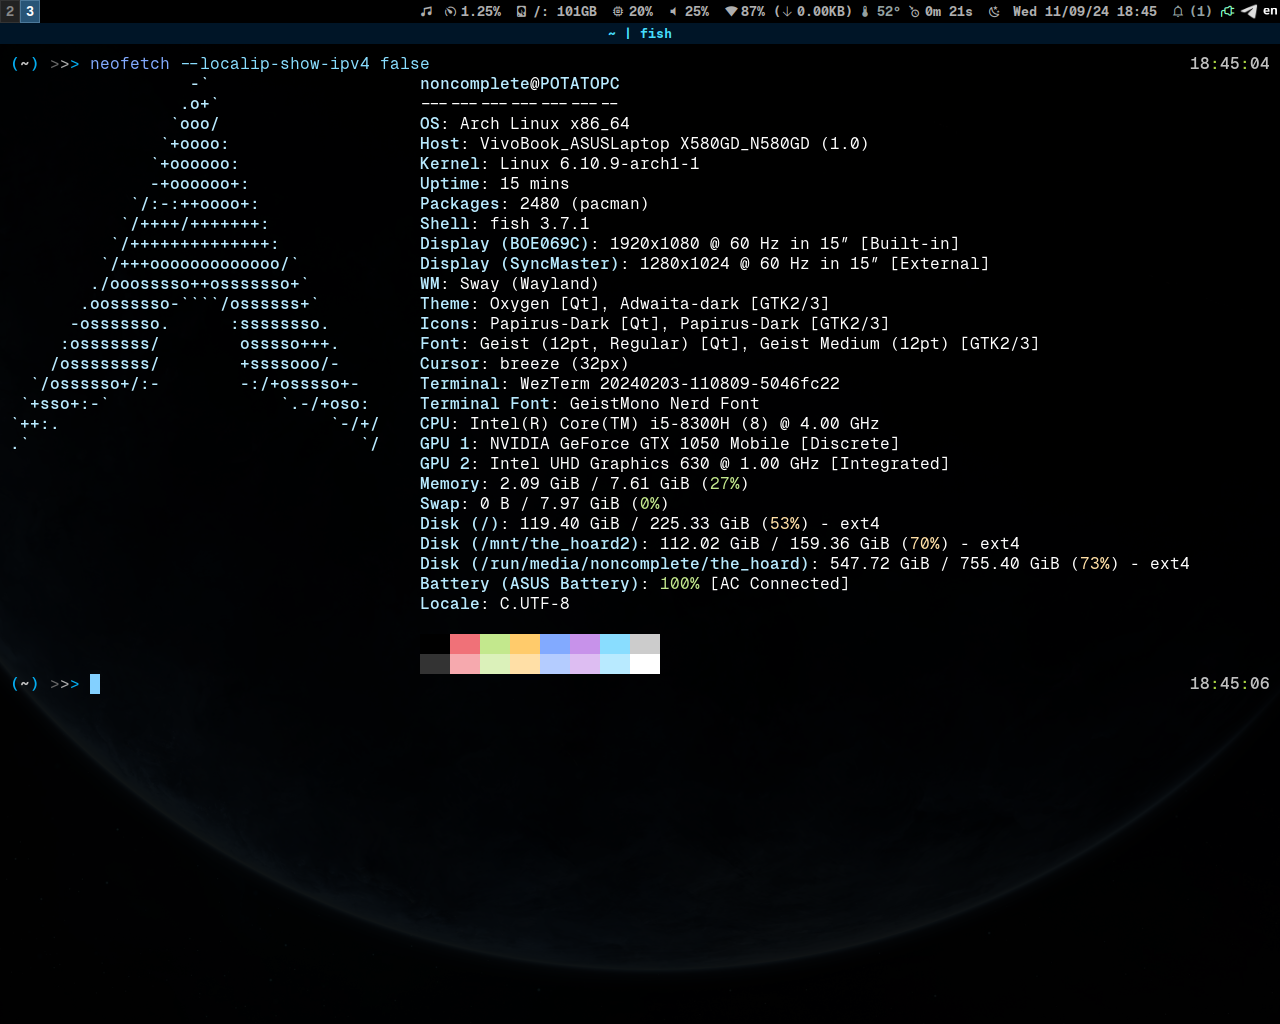 2 3 1.25% /: 101GB 20% 25% 87% (↓ 0.00KB) 52° 0m 21s Wed 11/09/24 18:45 (1) en
~ | fish
(~) >>> neofetch --localip-show-ipv4 false 18:45:04
-` noncomplete@POTATOPC
.o+` --------------------
`ooo/ OS: Arch Linux x86_64
`+oooo: Host: VivoBook_ASUSLaptop X580GD_N580GD (1.0)
`+oooooo: Kernel: Linux 6.10.9-arch1-1
-+oooooo+: Uptime: 15 mins
`/:-:++oooo+: Packages: 2480 (pacman)
`/++++/+++++++: Shell: fish 3.7.1
`/++++++++++++++: Display (BOE069C): 1920x1080 @ 60 Hz in 15″ [Built-in]
`/+++ooooooooooooo/` Display (SyncMaster): 1280x1024 @ 60 Hz in 15″ [External]
./ooosssso++osssssso+` WM: Sway (Wayland)
.oossssso-````/ossssss+` Theme: Oxygen [Qt], Adwaita-dark [GTK2/3]
-osssssso. :ssssssso. Icons: Papirus-Dark [Qt], Papirus-Dark [GTK2/3]
:osssssss/ osssso+++. Font: Geist (12pt, Regular) [Qt], Geist Medium (12pt) [GTK2/3]
/ossssssss/ +ssssooo/- Cursor: breeze (32px)
`/ossssso+/:- -:/+osssso+- Terminal: WezTerm 20240203-110809-5046fc22
`+sso+:-` `.-/+oso: Terminal Font: GeistMono Nerd Font
`++:. `-/+/ CPU: Intel(R) Core(TM) i5-8300H (8) @ 4.00 GHz
.` `/ GPU 1: NVIDIA GeForce GTX 1050 Mobile [Discrete]
GPU 2: Intel UHD Graphics 630 @ 1.00 GHz [Integrated]
Memory: 2.09 GiB / 7.61 GiB (27%)
Swap: 0 B / 7.97 GiB (0%)
Disk (/): 119.40 GiB / 225.33 GiB (53%) - ext4
Disk (/mnt/the_hoard2): 112.02 GiB / 159.36 GiB (70%) - ext4
Disk (/run/media/noncomplete/the_hoard): 547.72 GiB / 755.40 GiB (73%) - ext4
Battery (ASUS Battery): 100% [AC Connected]
Locale: C.UTF-8
(~) >>> 18:45:06